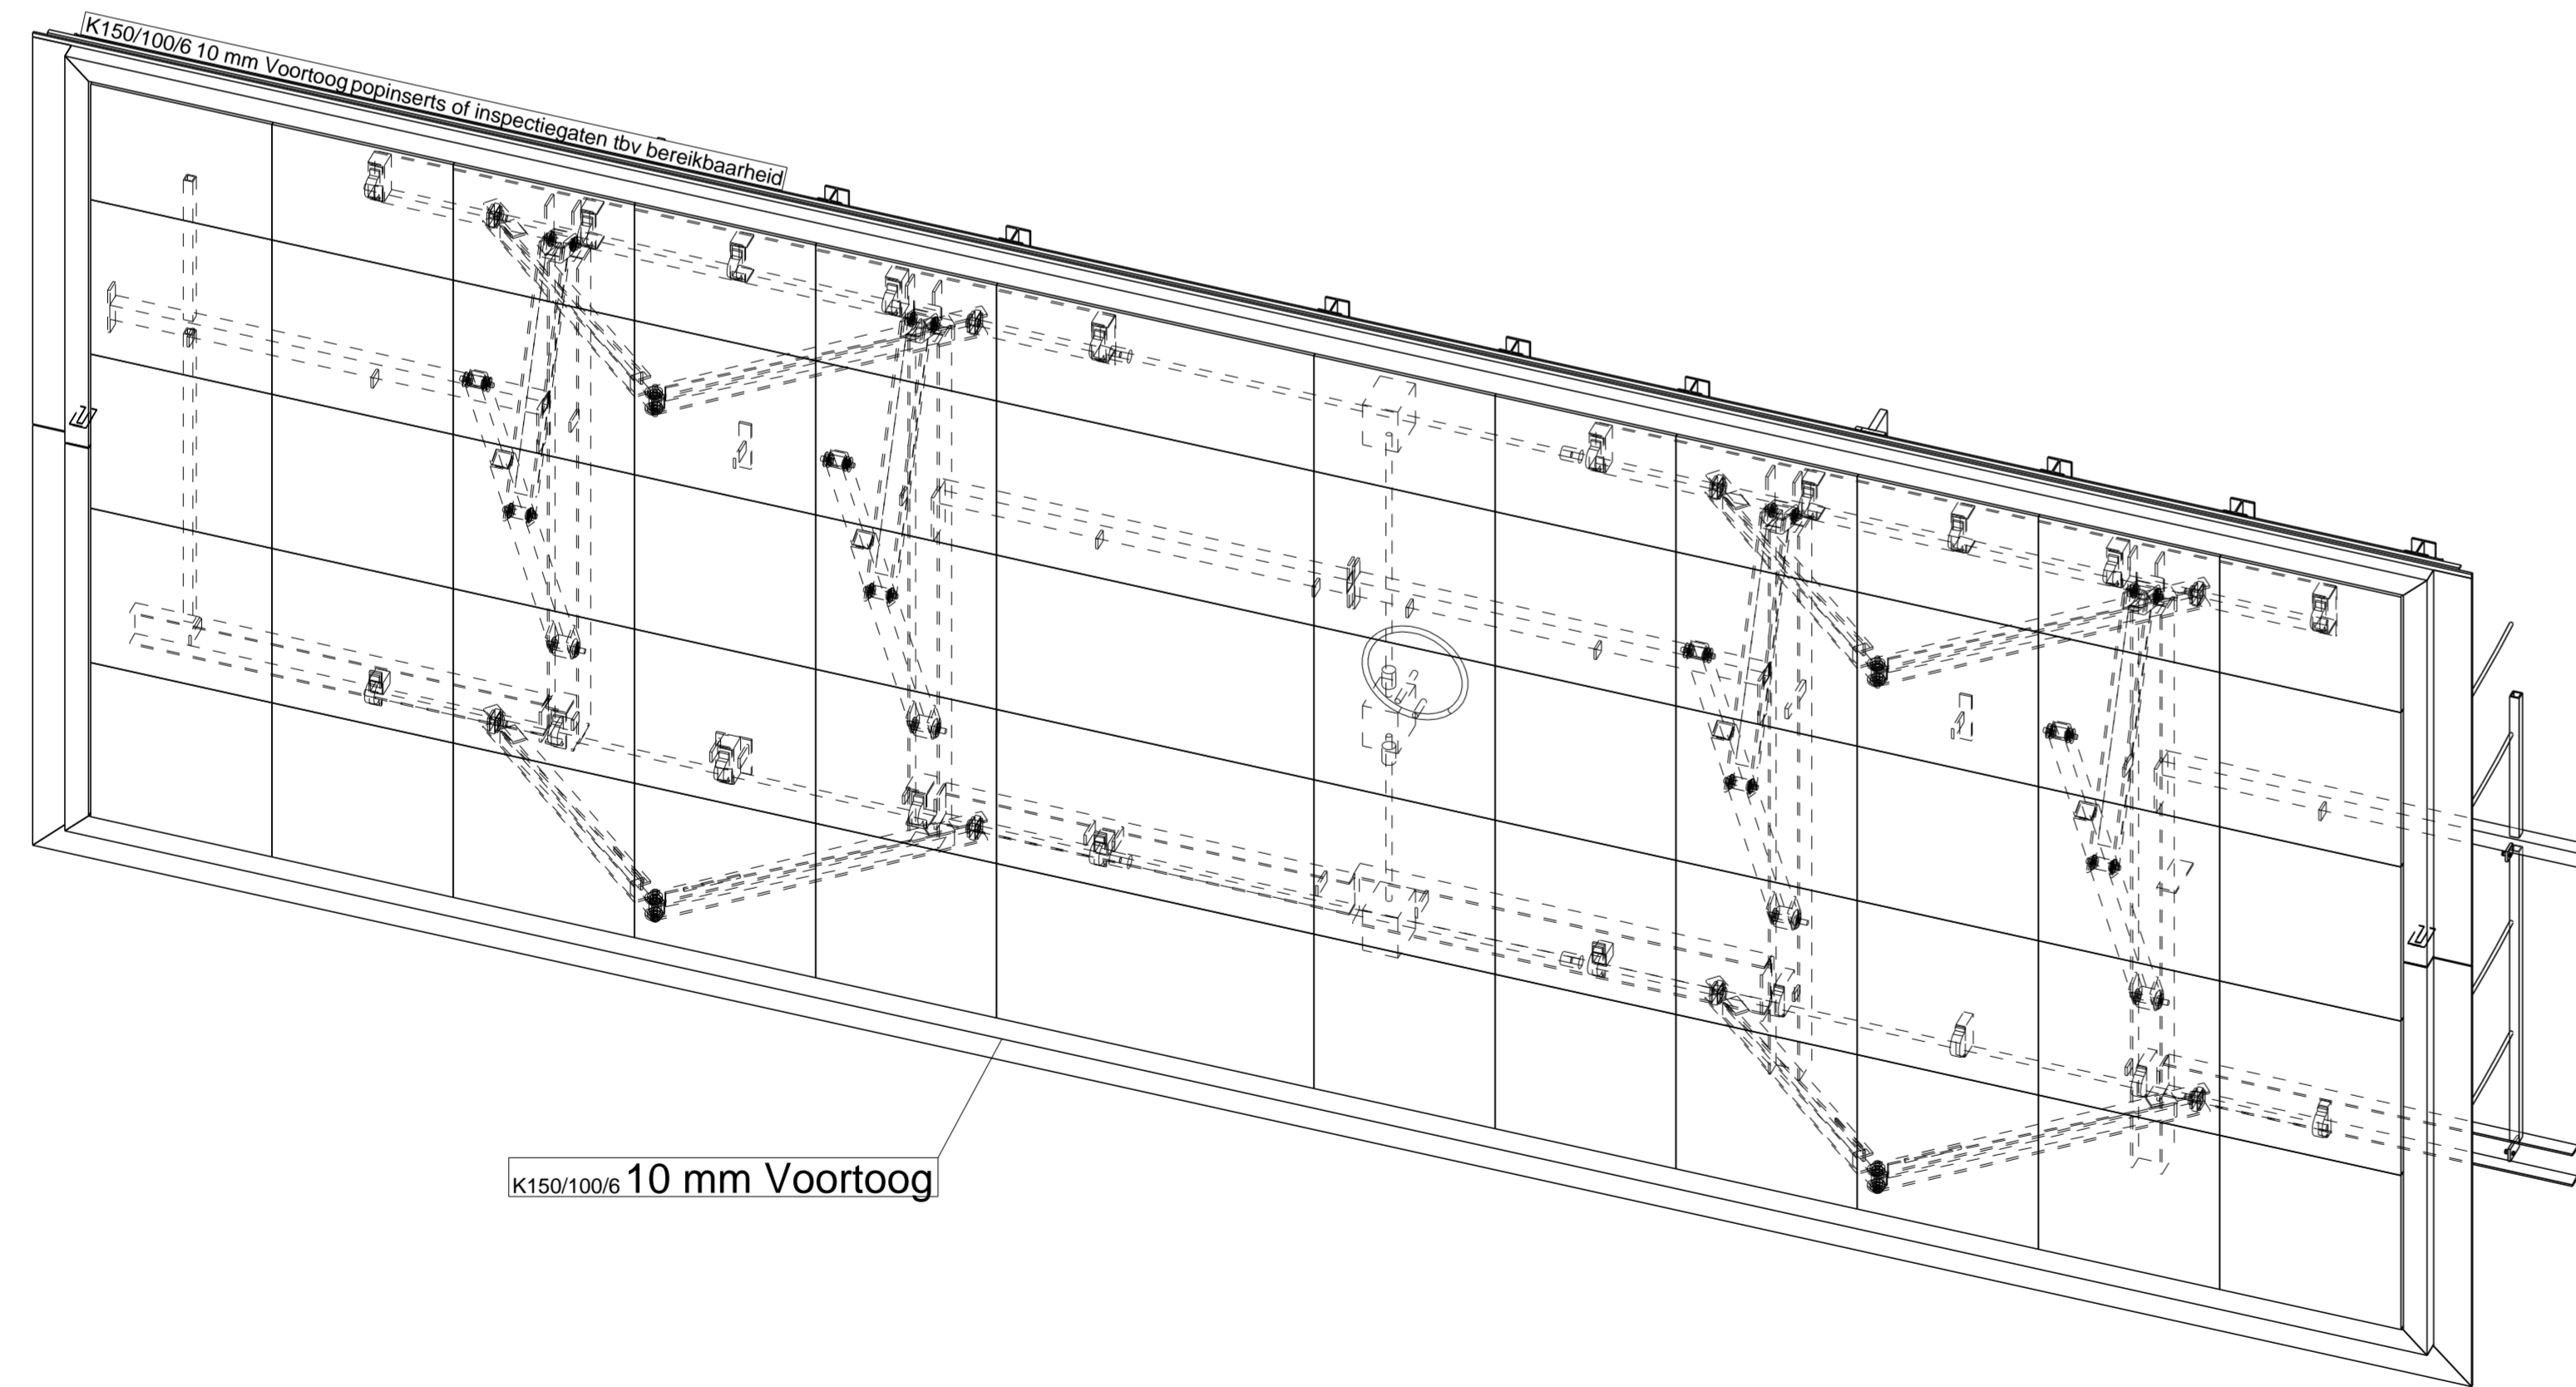 K150/100/6 10 mm Voortoog popinserts of inspectiegaten tbv bereikbaarheid
K150/100/6 10 mm Voortoog